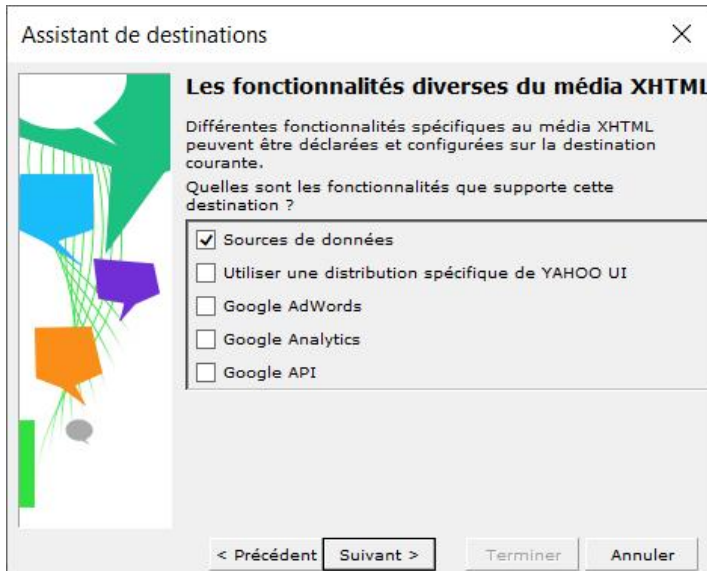 Assistant de destinations
Les fonctionnalités diverses du média XHTML
Différentes fonctionnalités spécifiques au média XHTML
peuvent être déclarées et configurées sur la destination
courante.
Quelles sont les fonctionnalités que supporte cette
destination ?
Sources de données
Utiliser une distribution spécifique de YAHOO UI
Google AdWords
Google Analytics
Google API
< Précédent Suivant > Terminer Annuler